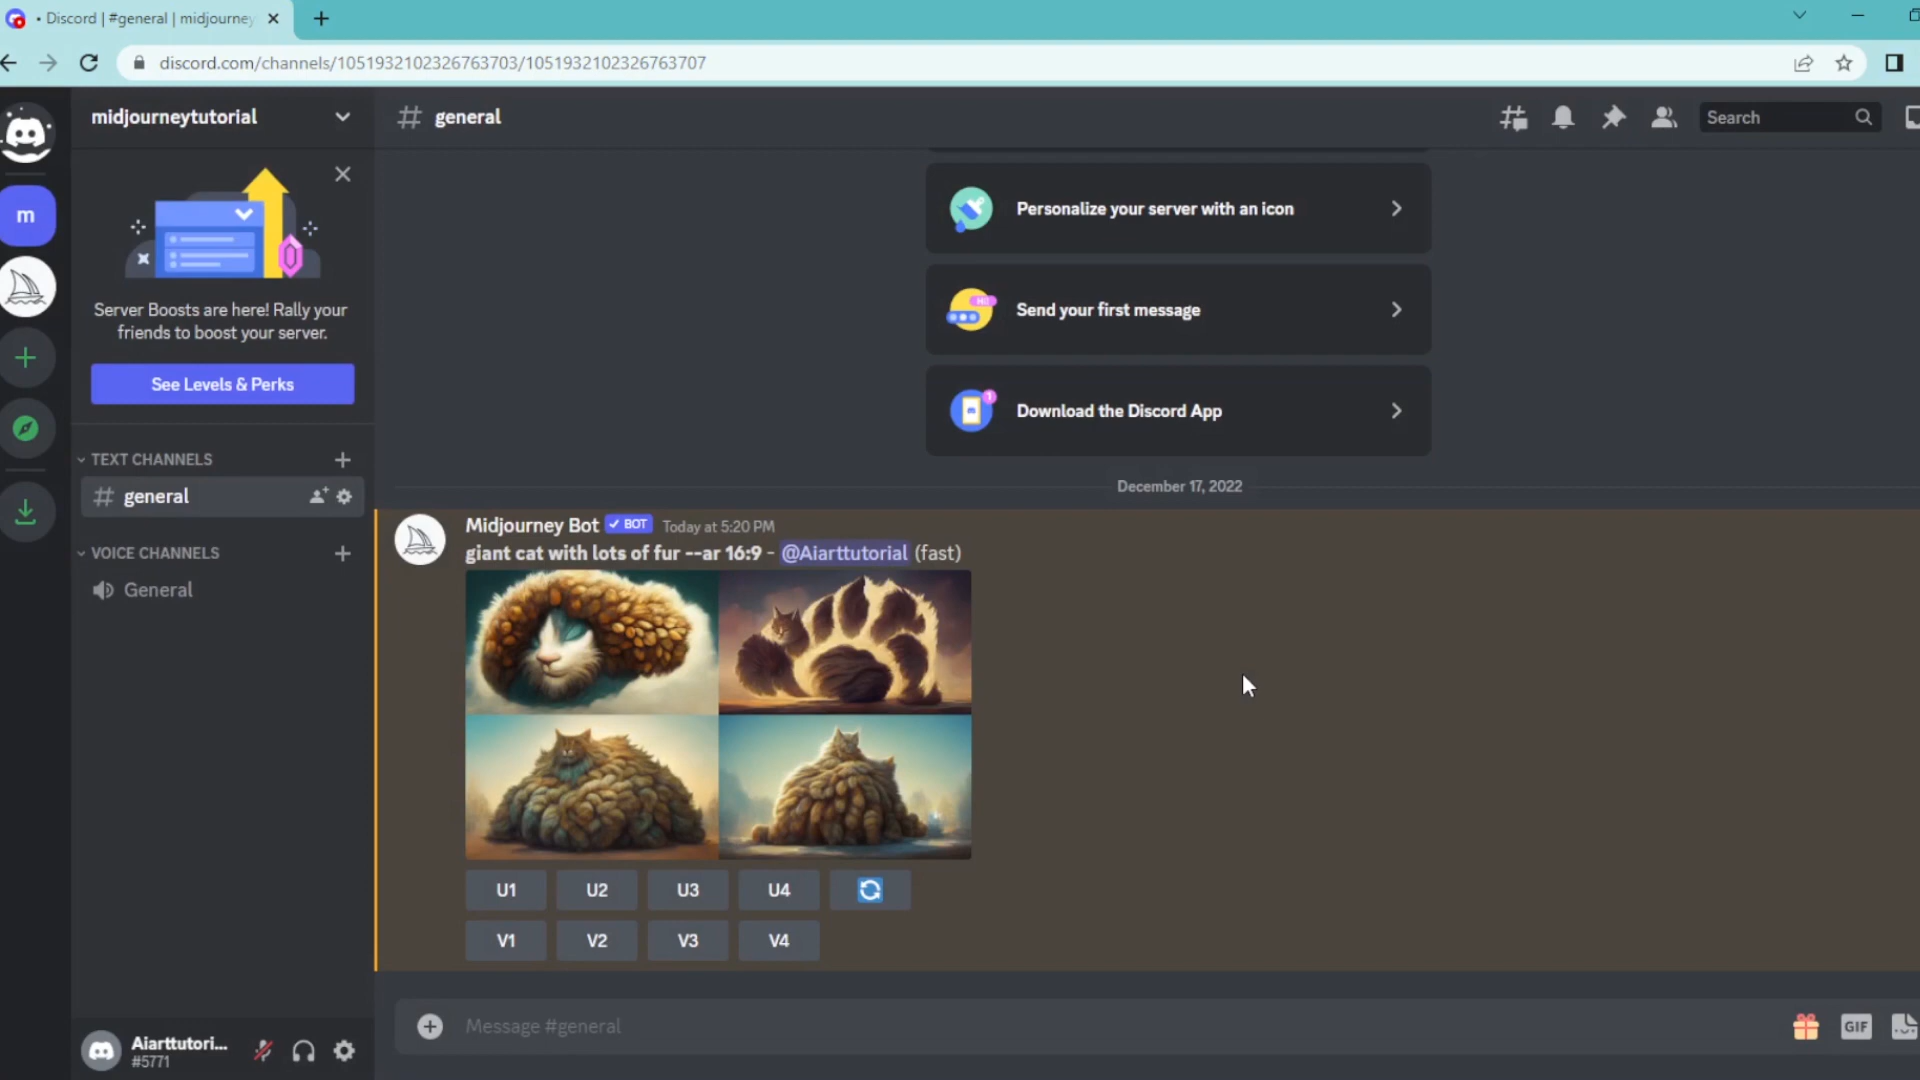 • Discord | #general | midjourney
discord.com/channels/1051932102326763703/1051932102326763707
midjourneytutorial
general
Search
m
Server Boosts are here! Rally your
friends to boost your server.
See Levels & Perks
TEXT CHANNELS
general
VOICE CHANNELS
General
Personalize your server with an icon
Send your first message
Download the Discord App
December 17, 2022
Midjourney Bot ✓ BOT Today at 5:20 PM
giant cat with lots of fur --ar 16:9 - @Aiarttutorial (fast)
U1 U2 U3 U4
V1 V2 V3 V4
Message #general
GIF
Aiarttutori...
#5771